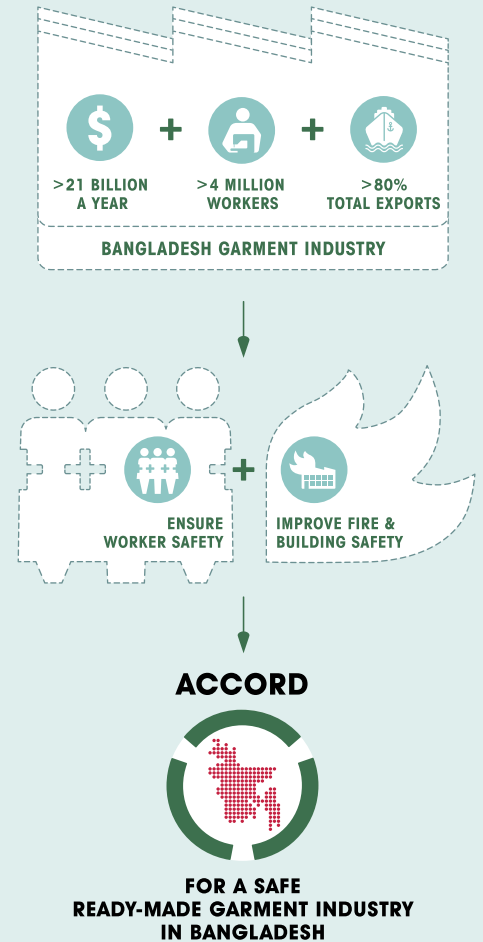 $
>21 BILLION
A YEAR
>4 MILLION
WORKERS
>80%
TOTAL EXPORTS
BANGLADESH GARMENT INDUSTRY
ENSURE
WORKER SAFETY
IMPROVE FIRE &
BUILDING SAFETY
ACCORD
FOR A SAFE
READY-MADE GARMENT INDUSTRY
IN BANGLADESH